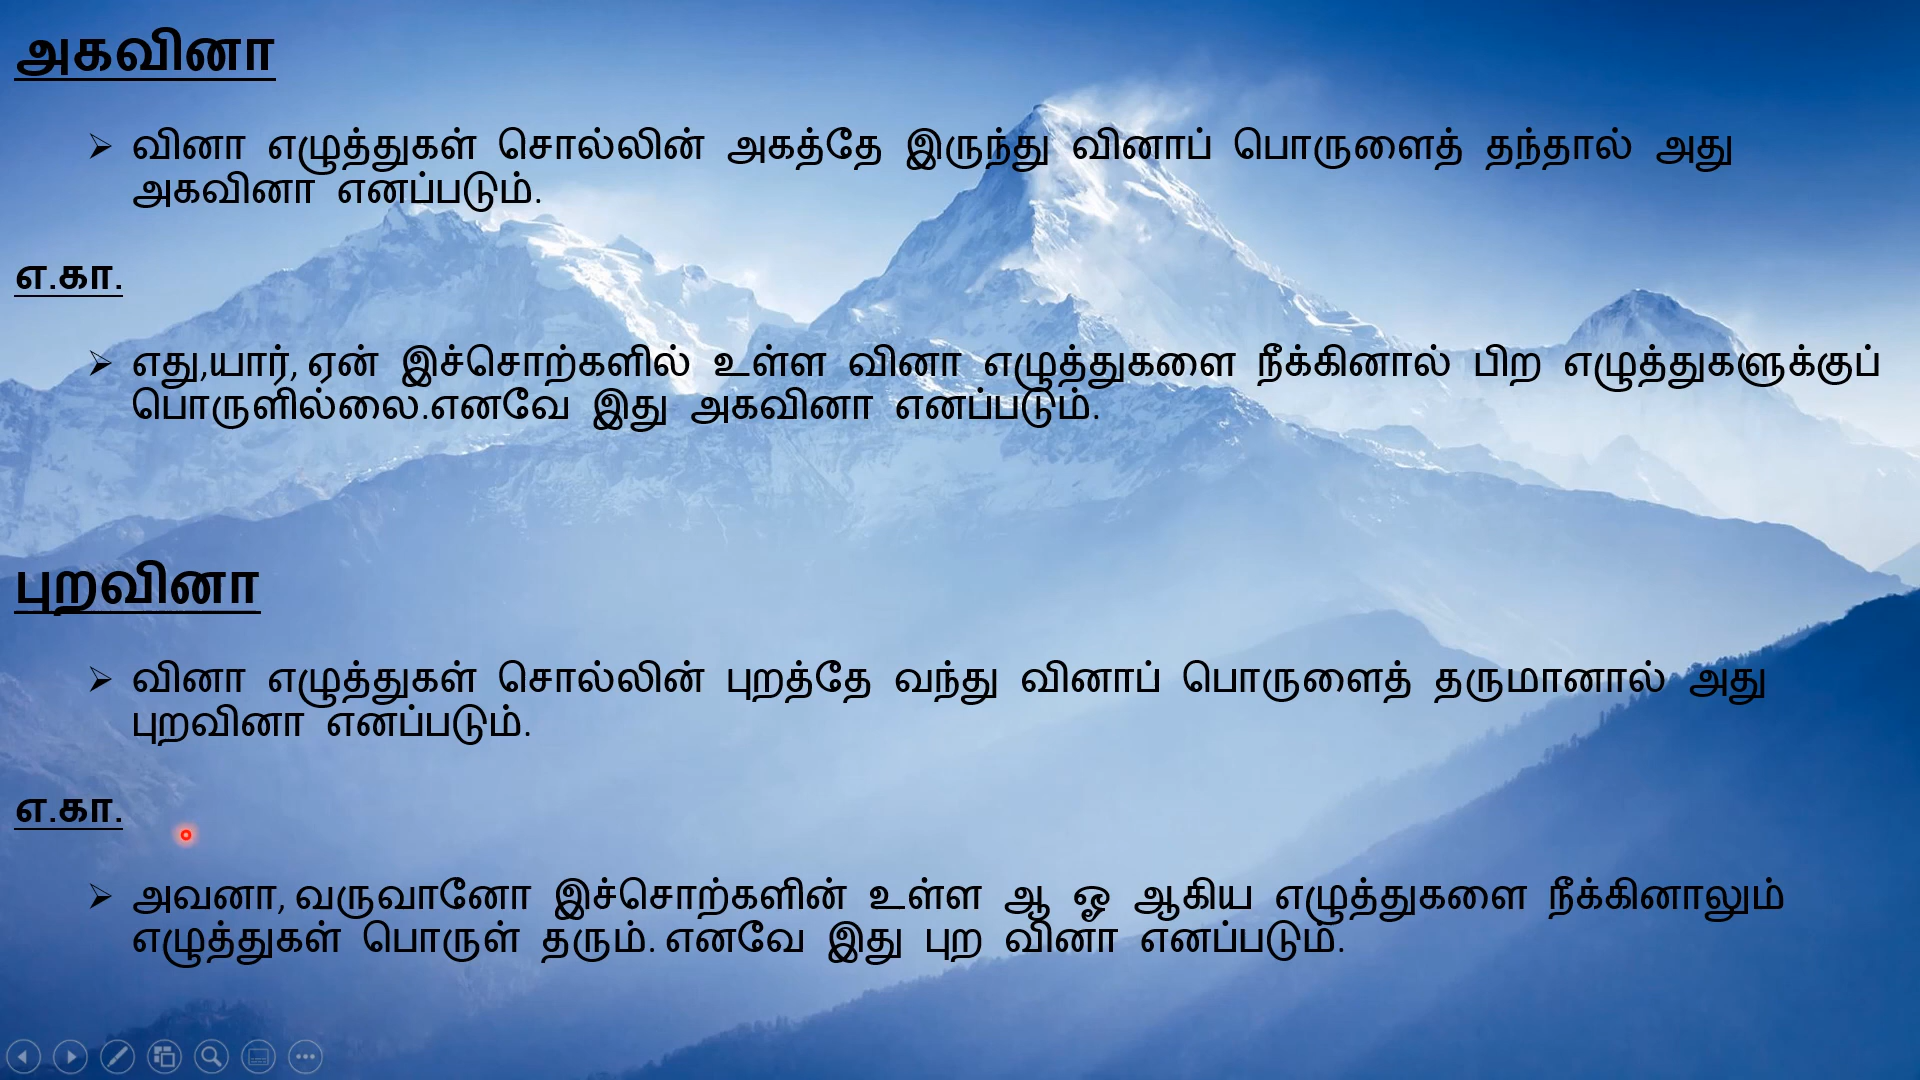 அகவினா
வினா எழுத்துகள் சொல்லின் அகத்தே இருந்து வினாப் பொருளைத் தந்தால் அது
அகவினா எனப்படும்.
எ.கா.
எது,யார், ஏன் இச்சொற்களில் உள்ள வினா எழுத்துகளை நீக்கினால் பிற எழுத்துகளுக்குப்
பொருளில்லை.எனவே இது அகவினா எனப்படும்.
புறவினா
வினா எழுத்துகள் சொல்லின் புறத்தே வந்து வினாப் பொருளைத் தருமானால் அது
புறவினா எனப்படும்.
எ.கா.
அவனா, வருவானோ இச்சொற்களின் உள்ள ஆ ஓ ஆகிய எழுத்துகளை நீக்கினாலும்
எழுத்துகள் பொருள் தரும். எனவே இது புற வினா எனப்படும்.